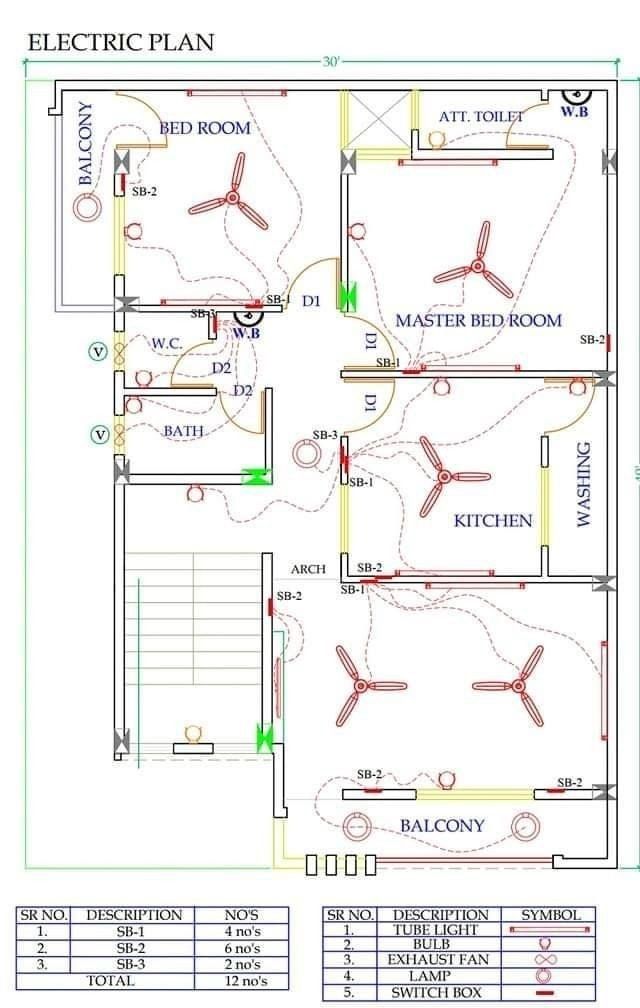 ELECTRIC PLAN
30'
BALCONY
BED ROOM
ATT. TOILET
W.B
SB-2
SB-1
D1
SB-3
W.B
MASTER BED ROOM
SB-2
V
W.C.
D2
D1
SB-1
D2
D1
V
BATH
SB-3
SB-1
KITCHEN
WASHING
ARCH
SB-2
SB-1
SB-2
SB-2
SB-2
BALCONY
SR NO. DESCRIPTION NO'S
1. SB-1 4 no's
2. SB-2 6 no's
3. SB-3 2 no's
TOTAL 12 no's
SR NO. DESCRIPTION SYMBOL
1. TUBE LIGHT
2. BULB
3. EXHAUST FAN
4. LAMP
5. SWITCH BOX